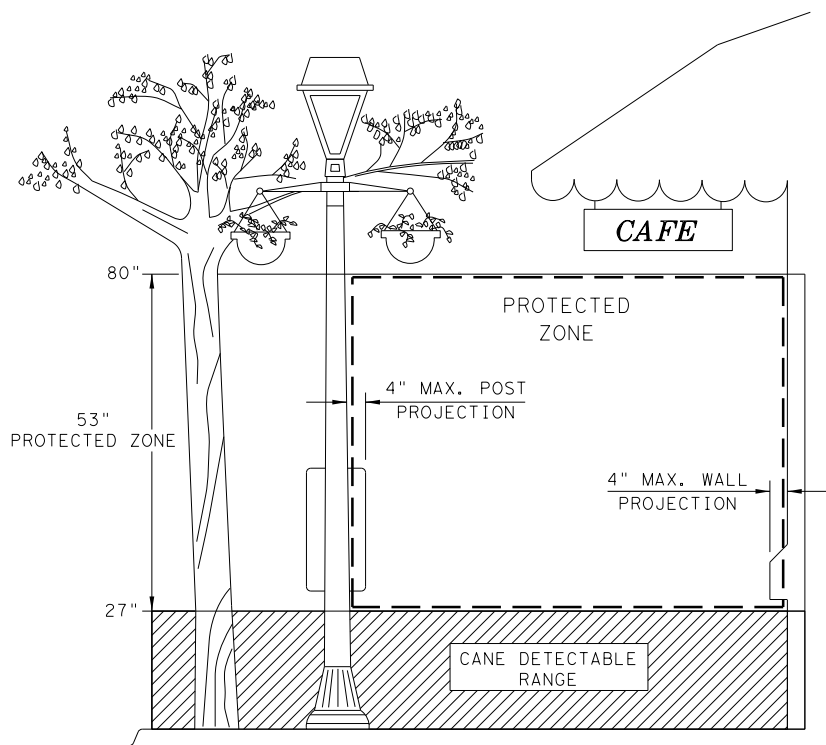 CAFE
80"
PROTECTED
ZONE
4" MAX. POST
PROJECTION
53"
PROTECTED ZONE
4" MAX. WALL
PROJECTION
27"
CANE DETECTABLE
RANGE